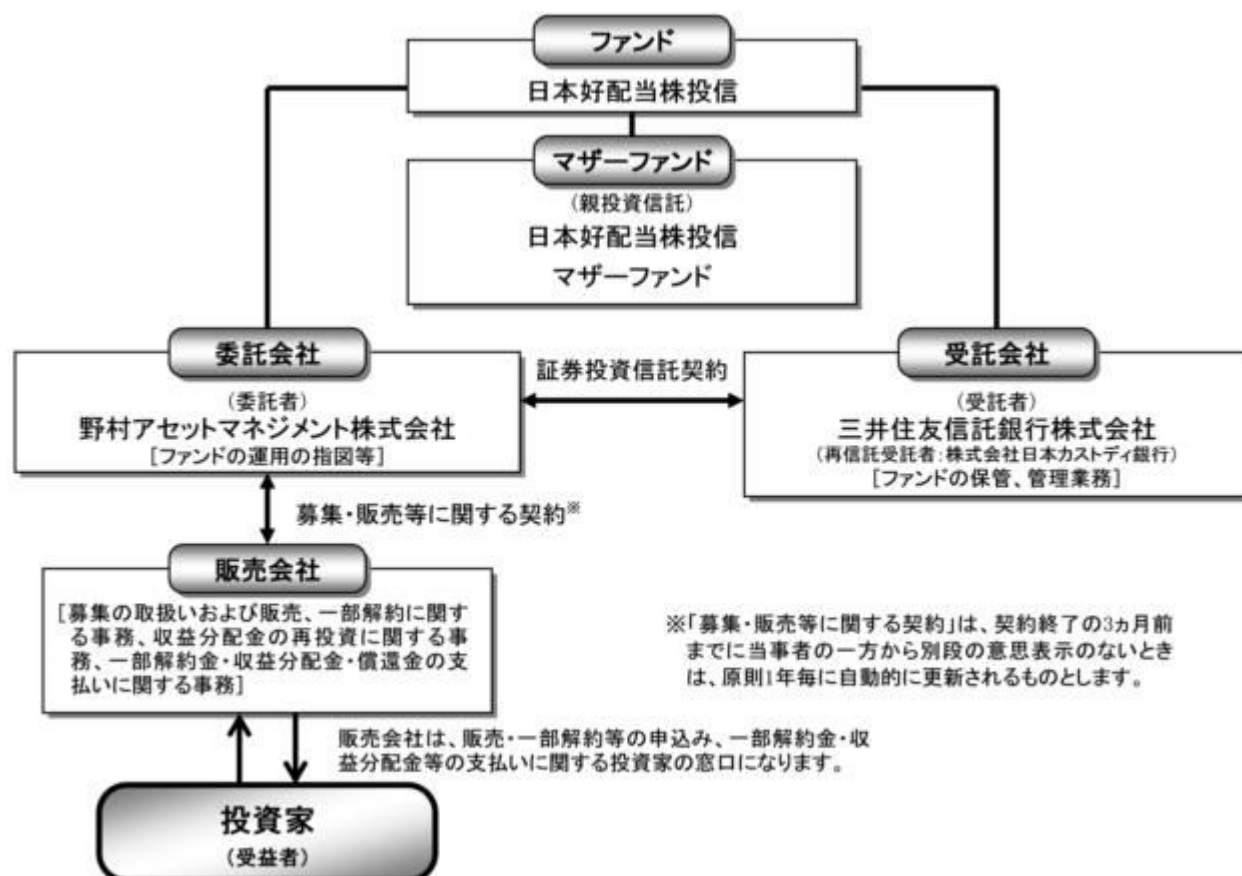 ファンド
日本好配当株投信
マザーファンド
(親投資信託)
日本好配当株投信
マザーファンド
委託会社
(委託者)
野村アセットマネジメント株式会社
[ファンドの運用の指図等]
証券投資信託契約
受託会社
(受託者)
三井住友信託銀行株式会社
(再信託受託者:株式会社日本カストディ銀行)
[ファンドの保管、管理業務]
募集・販売等に関する契約※
販売会社
[募集の取扱いおよび販売、一部解約に関す
る事務、収益分配金の再投資に関する事
務、一部解約金・収益分配金・償還金の支
払いに関する事務]
※「募集・販売等に関する契約」は、契約終了の3ヵ月前
までに当事者の一方から別段の意思表示のないとき
は、原則1年毎に自動的に更新されるものとします。
販売会社は、販売・一部解約等の申込み、一部解約金・収
益分配金等の支払いに関する投資家の窓口になります。
投資家
(受益者)